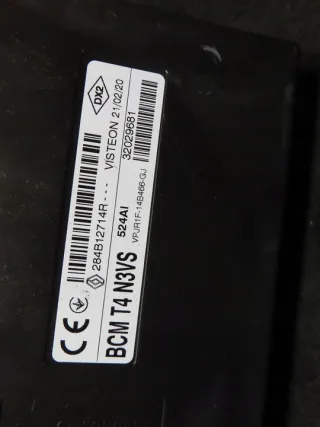 DX2
VISTEON 21/02/20
32029681
284B12714R---
524AI
VPJR1F-14B466-GJ
CE
BCM T4 N3VS